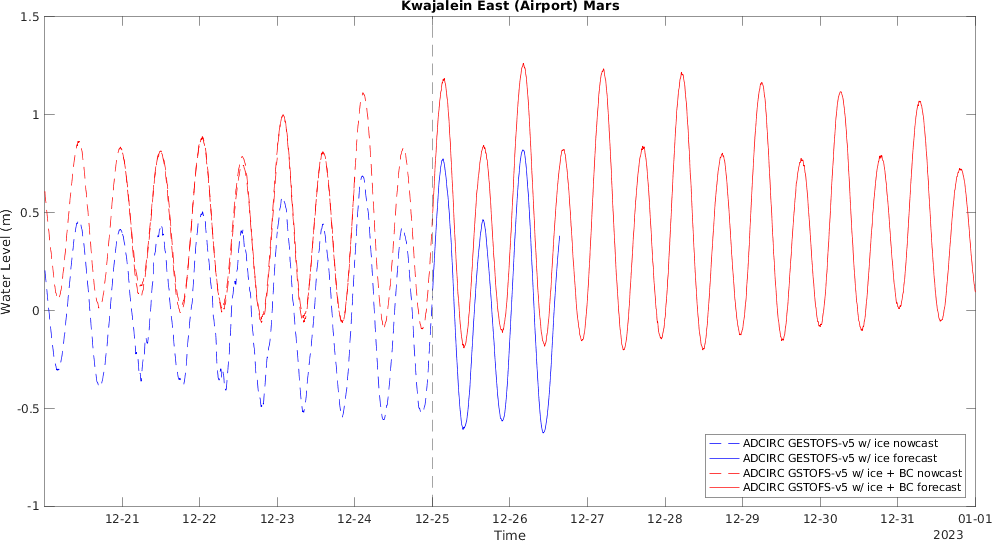 Kwajalein East (Airport) Mars
1.5
1
0.5
0
-0.5
-1
Water Level (m)
12-21 12-22 12-23 12-24 12-25 12-26 12-27 12-28 12-29 12-30 12-31 01-01
Time
2023
ADCIRC GESTOFS-v5 w/ ice nowcast
ADCIRC GESTOFS-v5 w/ ice forecast
ADCIRC GSTOFS-v5 w/ ice + BC nowcast
ADCIRC GSTOFS-v5 w/ ice + BC forecast